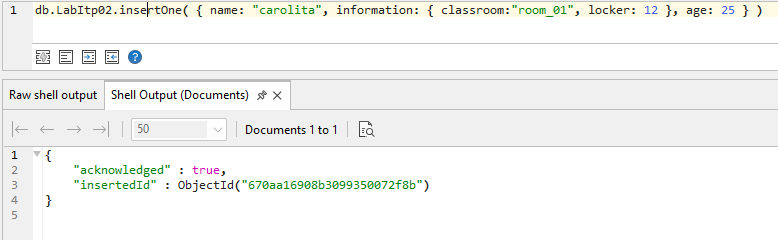 1 db.LabItp02.insertOne( { name: "carolita", information: { classroom:"room_01", locker: 12 }, age: 25 } )
Raw shell output Shell Output (Documents)
50 Documents 1 to 1
1 {
2 "acknowledged" : true,
3 "insertedId" : ObjectId("670aa16908b3099350072f8b")
4 }
5